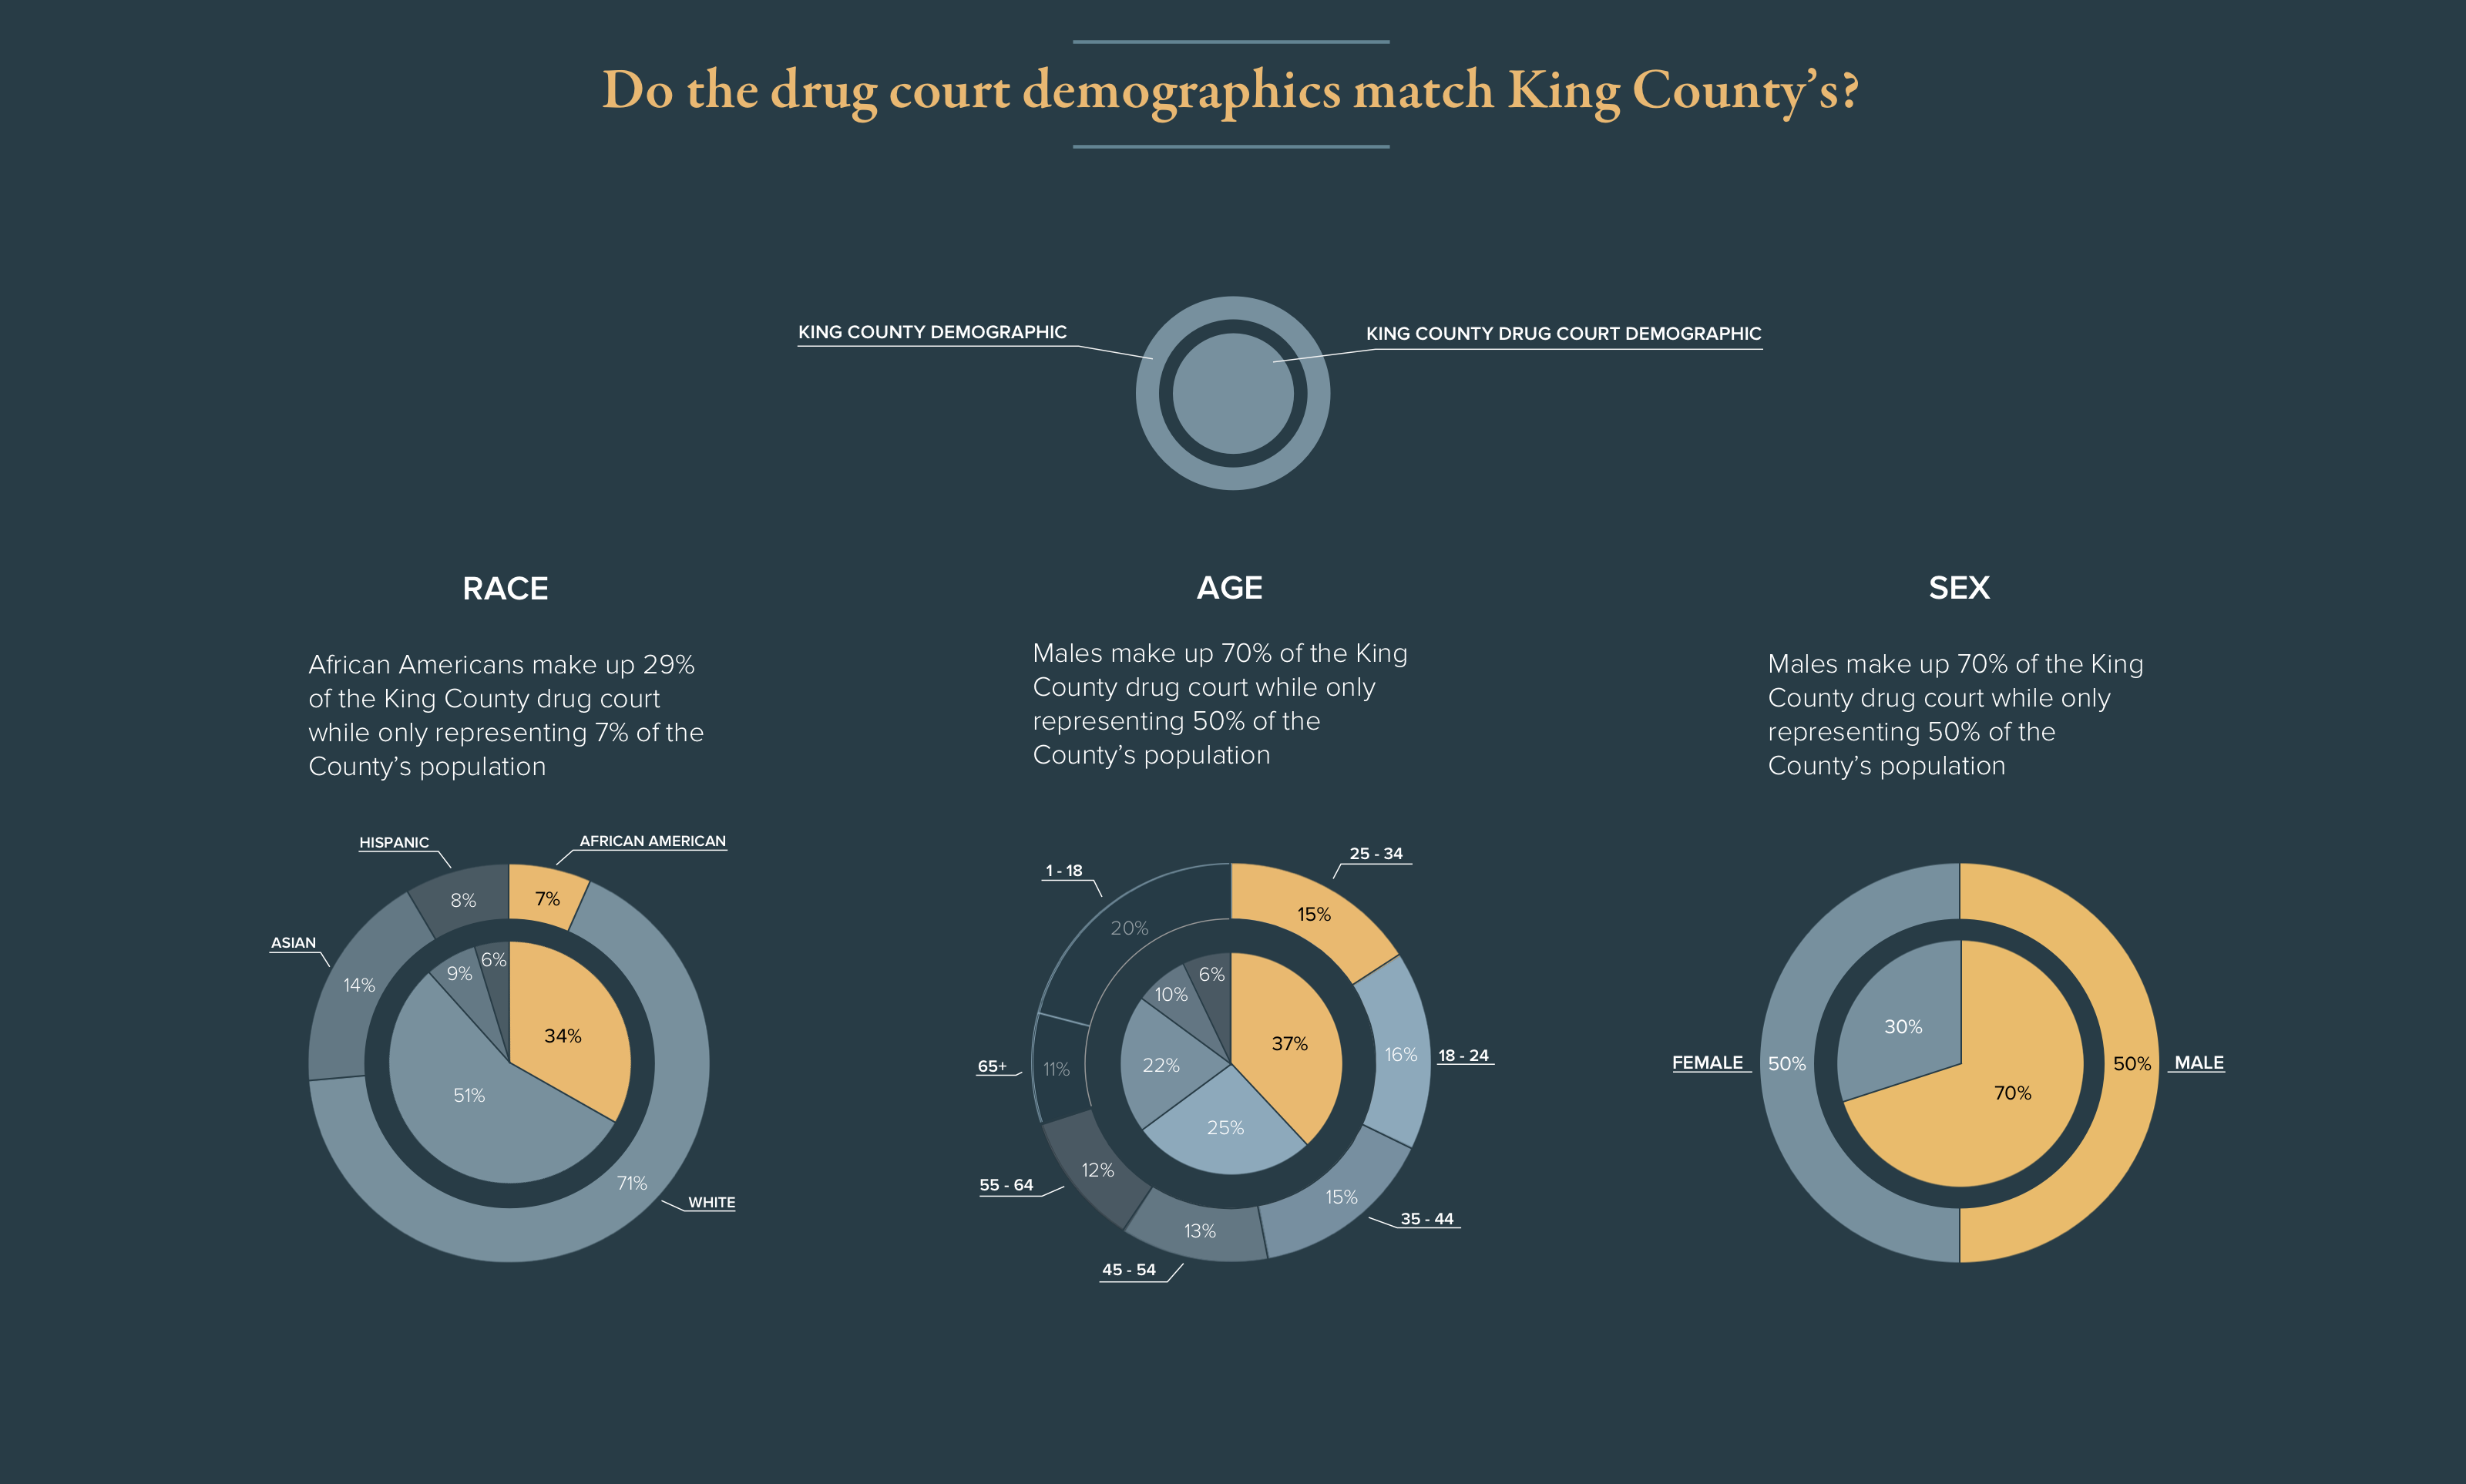 Do the drug court demographics match King County’s?
KING COUNTY DEMOGRAPHIC
KING COUNTY DRUG COURT DEMOGRAPHIC
RACE
African Americans make up 29%
of the King County drug court
while only representing 7% of the
County’s population
HISPANIC
AFRICAN AMERICAN
8%
7%
ASIAN
14%
9%
6%
34%
51%
71%
WHITE
AGE
Males make up 70% of the King
County drug court while only
representing 50% of the
County’s population
1 - 18
25 - 34
20%
15%
6%
10%
37%
22%
16%
18 - 24
65+
11%
25%
12%
55 - 64
15%
35 - 44
13%
45 - 54
SEX
Males make up 70% of the King
County drug court while only
representing 50% of the
County’s population
30%
FEMALE
50%
50%
MALE
70%